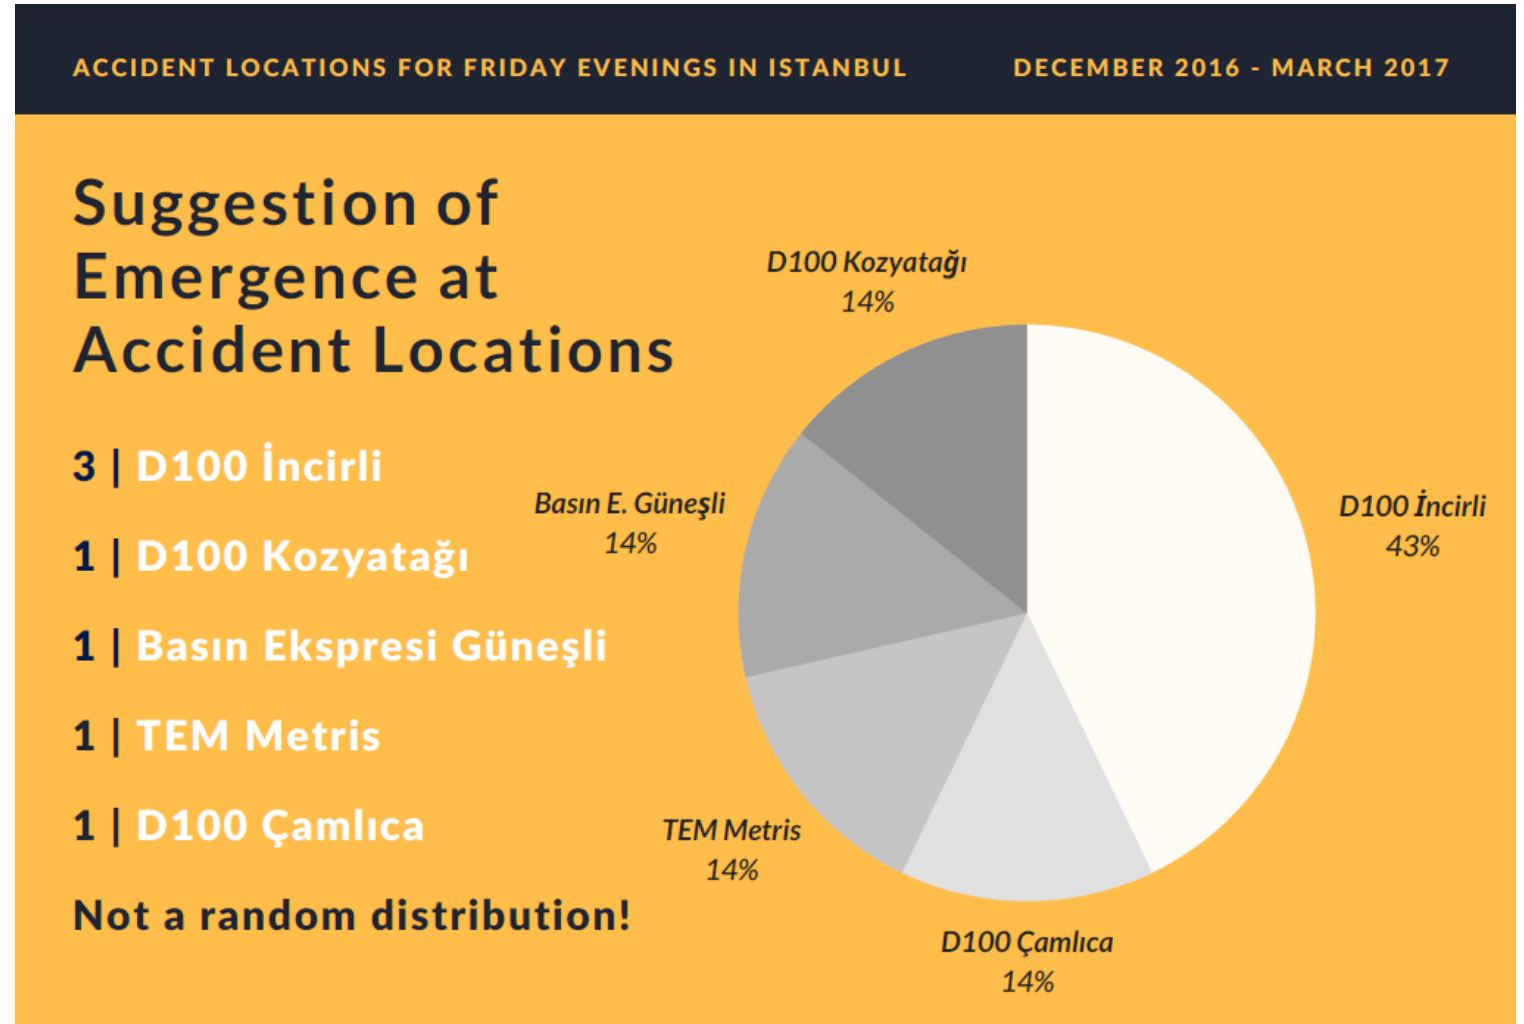 ACCIDENT LOCATIONS FOR FRIDAY EVENINGS IN ISTANBUL
DECEMBER 2016 - MARCH 2017
Suggestion of
Emergence at
Accident Locations
3 | D100 İncirli
1 | D100 Kozyatağı
1 | Basın Ekspresi Güneşli
1 | TEM Metris
1 | D100 Çamlıca
Not a random distribution!
D100 Kozyatağı
14%
Basın E. Güneşli
14%
D100 İncirli
43%
TEM Metris
14%
D100 Çamlıca
14%